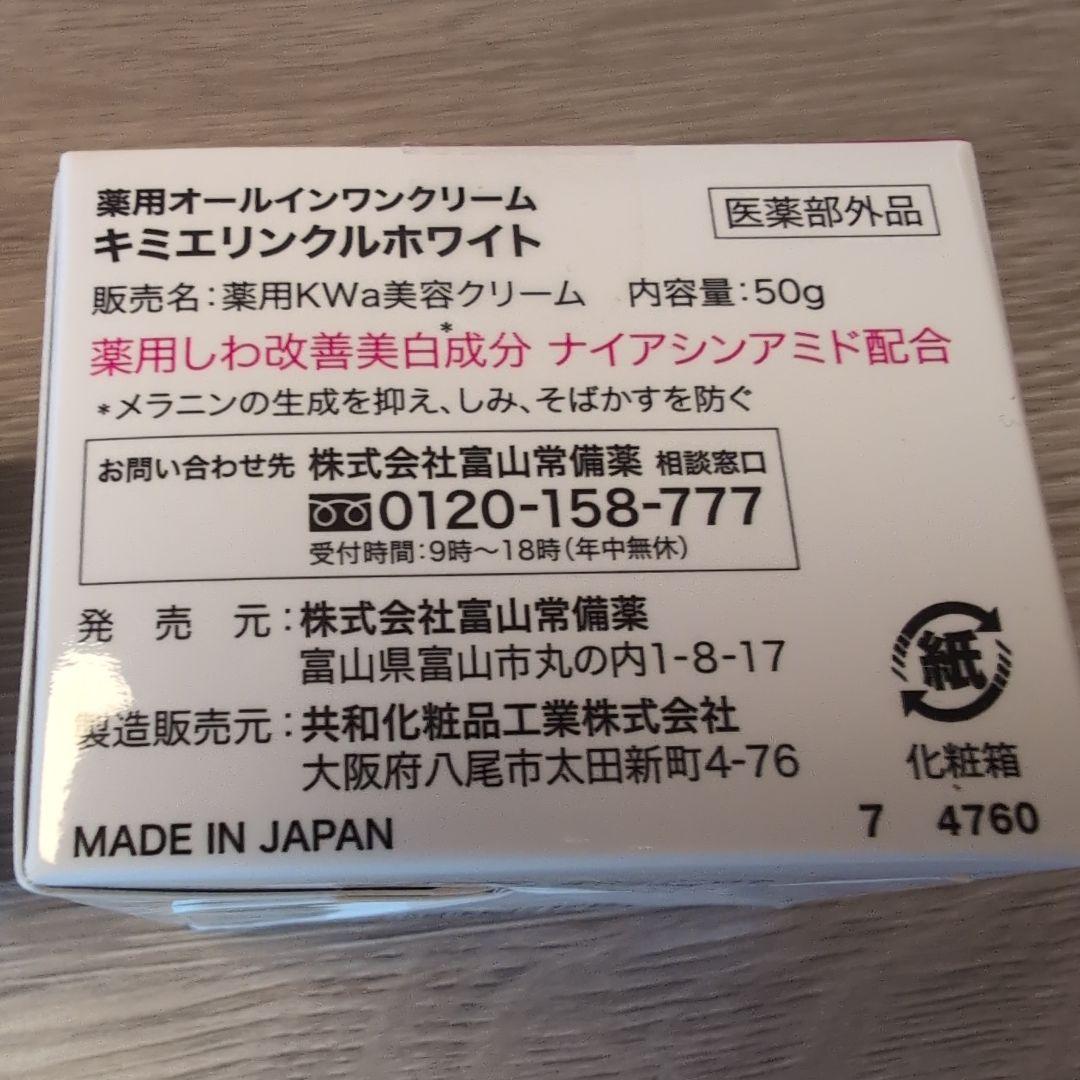 薬用オールインワンクリーム
キミエリンクルホワイト
医薬部外品
販売名：薬用KWa美容クリーム　内容量：50g
薬用しわ改善美白*成分 ナイアシンアミド配合
*メラニンの生成を抑え、しみ、そばかすを防ぐ
お問い合わせ先 株式会社富山常備薬 相談窓口
0120-158-777
受付時間：9時～18時（年中無休）
発　売　元：株式会社富山常備薬
富山県富山市丸の内1-8-17
製造販売元：共和化粧品工業株式会社
大阪府八尾市太田新町4-76
紙
化粧箱
MADE IN JAPAN
7　4760